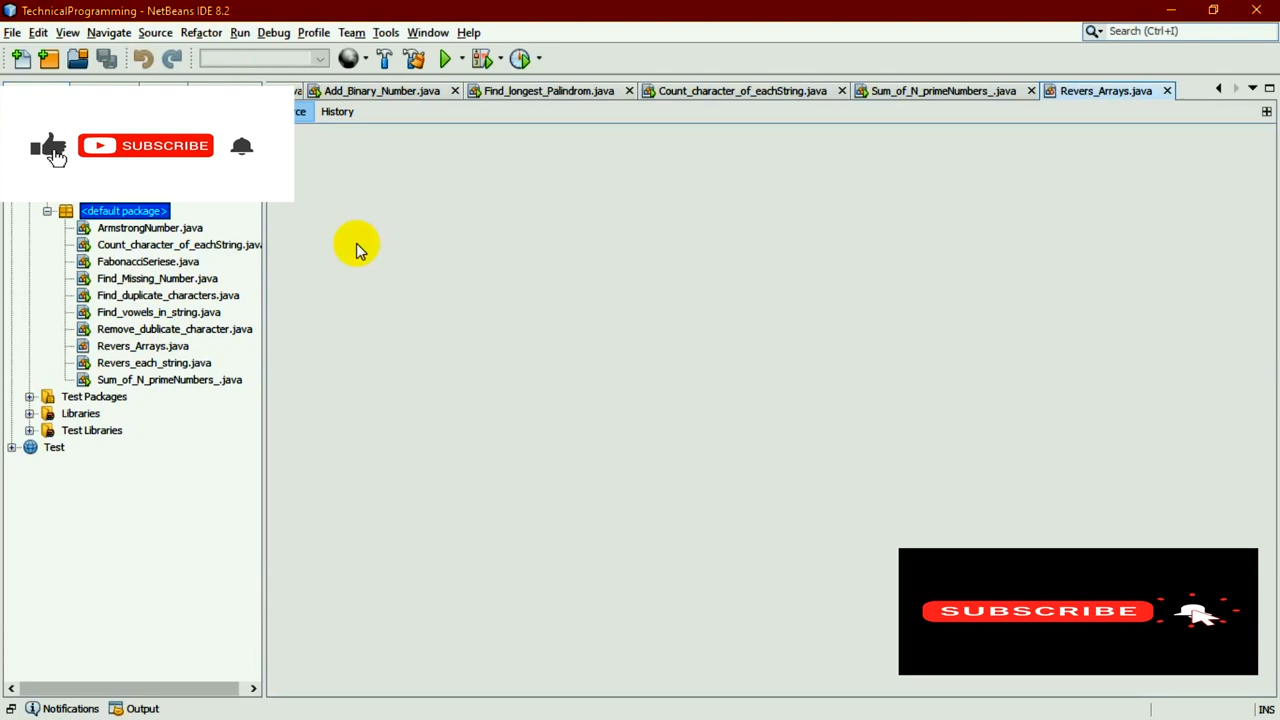 TechnicalProgramming - NetBeans IDE 8.2
File Edit View Navigate Source Refactor Run Debug Profile Team Tools Window Help
Search (Ctrl+I)
Add_Binary_Number.java Find_longest_Palindrom.java Count_character_of_eachString.java Sum_of_N_primeNumbers_.java Revers_Arrays.java
History
SUBSCRIBE
<default package>
ArmstrongNumber.java
Count_character_of_eachString.java
FabonacciSeriese.java
Find_Missing_Number.java
Find_duplicate_characters.java
Find_vowels_in_string.java
Remove_dublicate_character.java
Revers_Arrays.java
Revers_each_string.java
Sum_of_N_primeNumbers_.java
Test Packages
Libraries
Test Libraries
Test
SUBSCRIBE
Notifications Output
INS